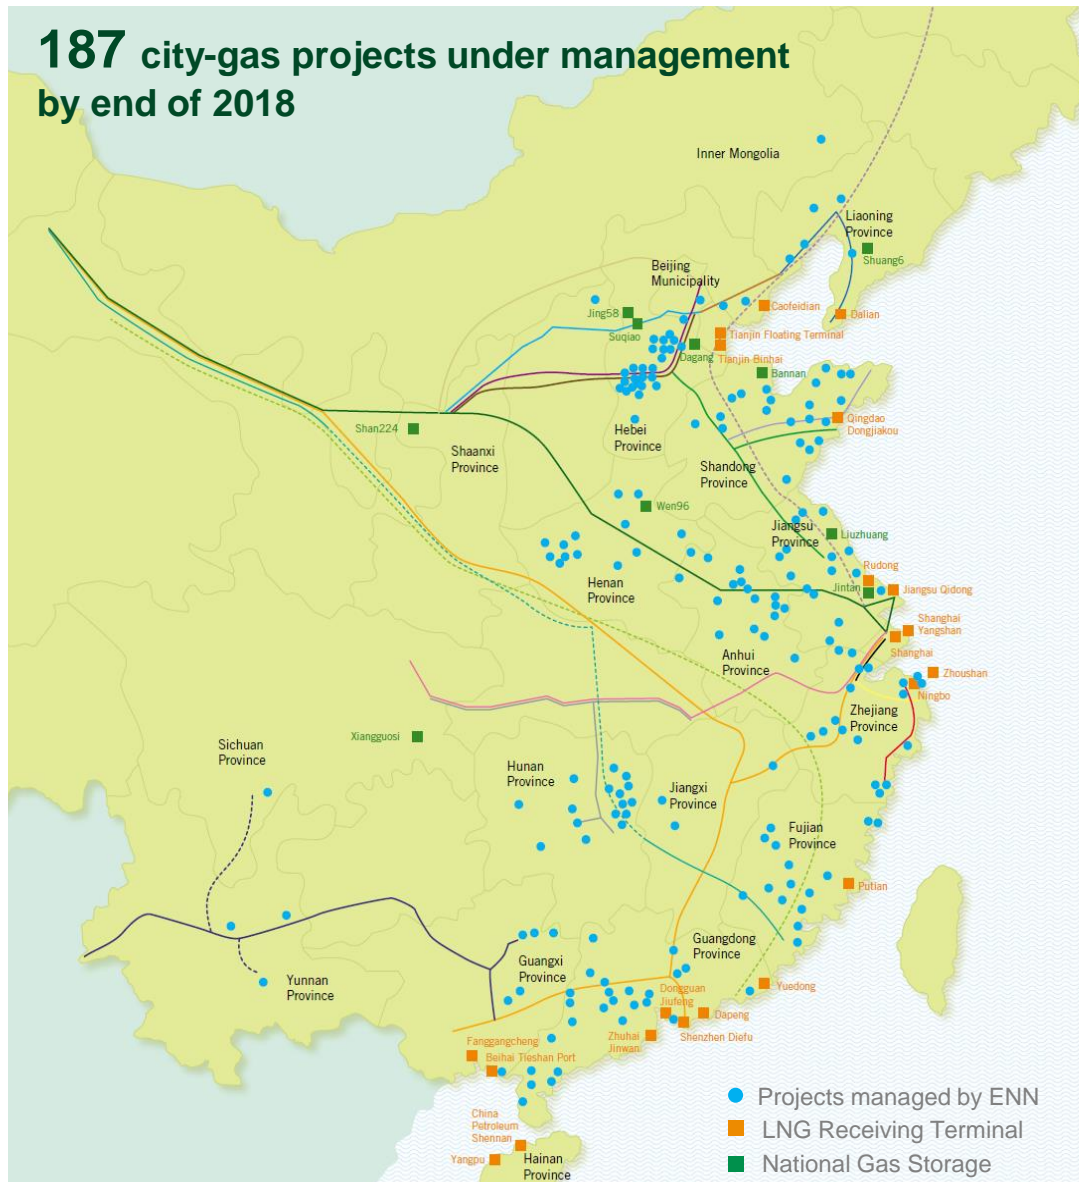 187 city-gas projects under management
by end of 2018
Inner Mongolia
Liaoning
Province
Shuang6
Beijing
Municipality
Jing58
Suqiao
Caofeidian
Dalian
Tianjin Floating Terminal
Dagang
Tianjin Binhai
Bannan
Shan224
Hebei
Province
Qingdao
Dongjiakou
Shaanxi
Province
Shandong
Province
Wen96
Jiangsu
Province
Liuzhuang
Rudong
Henan
Province
Jintan
Jiangsu Qidong
Shanghai
Yangshan
Shanghai
Anhui
Province
Zhoushan
Ningbo
Zhejiang
Province
Xiangguosi
Sichuan
Province
Hunan
Province
Jiangxi
Province
Fujian
Province
Putian
Guangdong
Province
Guangxi
Province
Yunnan
Province
Yuedong
Dongguan
Jiufeng
Dapeng
Zhuhai
Jinwan
Shenzhen Diefu
Fanggangcheng
Beihai Tieshan Port
China
Petroleum
Shennan
Yangpu
Hainan
Province
Projects managed by ENN
LNG Receiving Terminal
National Gas Storage